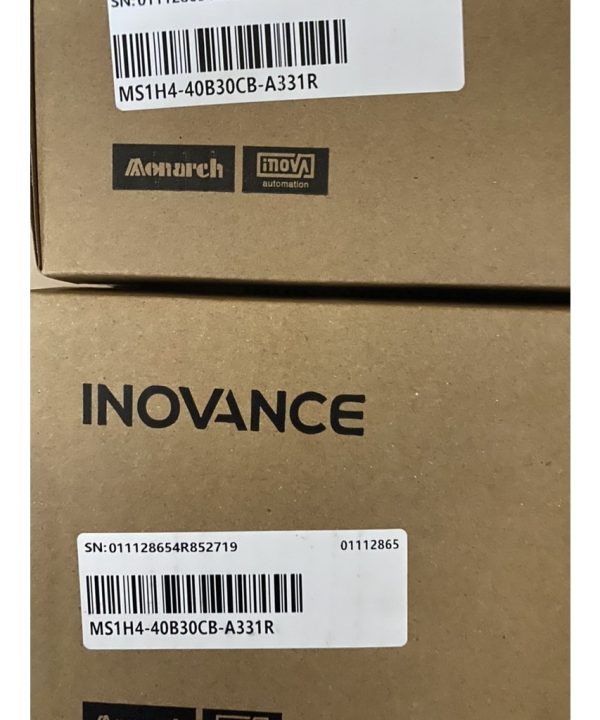 MS1H4-40B30CB-A331R
Monarch
inova
automation
INOVANCE
SN:011128654R852719 01112865
MS1H4-40B30CB-A331R